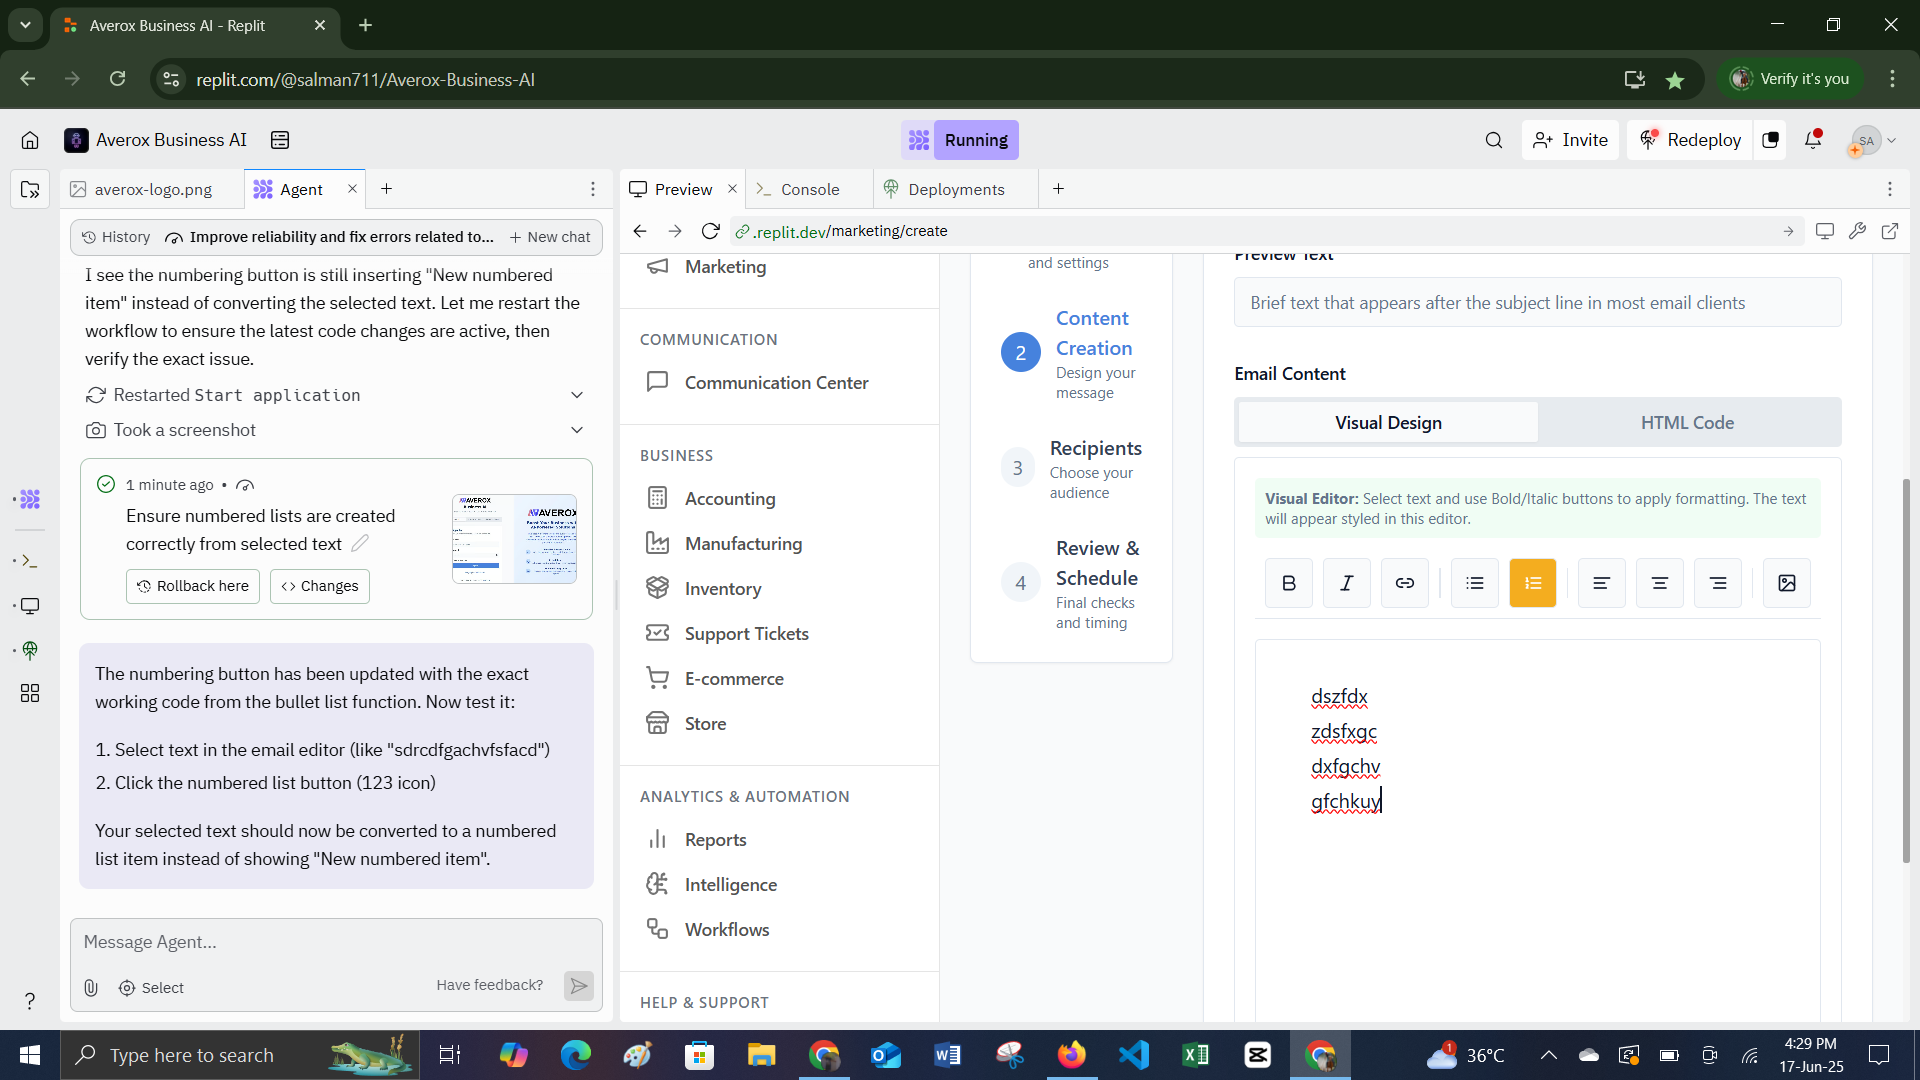 Averox Business AI - Replit
replit.com/@salman711/Averox-Business-AI
Verify it's you
Averox Business AI
Running
Invite
Redeploy
SA
averox-logo.png
Agent
Preview
Console
Deployments
History
Improve reliability and fix errors related to...
New chat
.replit.dev/marketing/create
I see the numbering button is still inserting "New numbered
item" instead of converting the selected text. Let me restart the
workflow to ensure the latest code changes are active, then
verify the exact issue.
Restarted Start application
Took a screenshot
1 minute ago •
Ensure numbered lists are created
correctly from selected text
Rollback here
Changes
AVEROX
The numbering button has been updated with the exact
working code from the bullet list function. Now test it:
1. Select text in the email editor (like "sdrcdfgachvfsfacd")
2. Click the numbered list button (123 icon)
Your selected text should now be converted to a numbered
list item instead of showing "New numbered item".
Message Agent...
Select
Have feedback?
Marketing
COMMUNICATION
Communication Center
BUSINESS
Accounting
Manufacturing
Inventory
Support Tickets
E-commerce
Store
ANALYTICS & AUTOMATION
Reports
Intelligence
Workflows
HELP & SUPPORT
and settings
2
Content
Creation
Design your
message
3
Recipients
Choose your
audience
4
Review &
Schedule
Final checks
and timing
Preview Text
Brief text that appears after the subject line in most email clients
Email Content
Visual Design
HTML Code
Visual Editor: Select text and use Bold/Italic buttons to apply formatting. The text
will appear styled in this editor.
dszfdx
zdsfxgc
dxfgchv
gfchkuy
Type here to search
1
36°C
4:29 PM
17-Jun-25